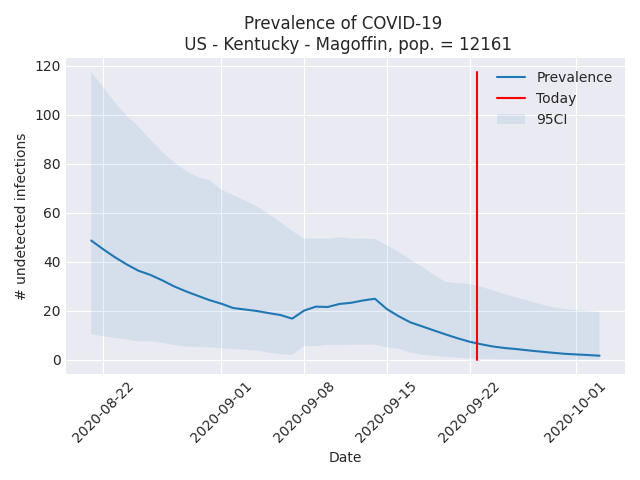 Prevalence of COVID-19
US - Kentucky - Magoffin, pop. = 12161
120
100
80
60
40
20
0
# undetected infections
Prevalence
Today
95CI
2020-08-22
2020-09-01
2020-09-08
2020-09-15
2020-09-22
2020-10-01
Date